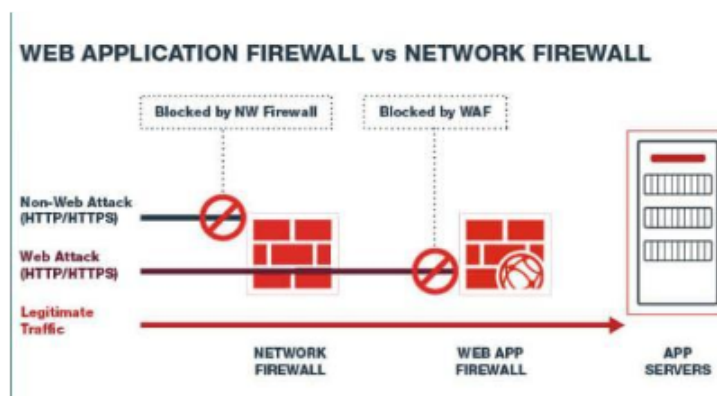 WEB APPLICATION FIREWALL vs NETWORK FIREWALL
Blocked by NW Firewall
Blocked by WAF
Non-Web Attack
(HTTP/HTTPS)
Web Attack
(HTTP/HTTPS)
Legitimate
Traffic
NETWORK
FIREWALL
WEB APP
FIREWALL
APP
SERVERS